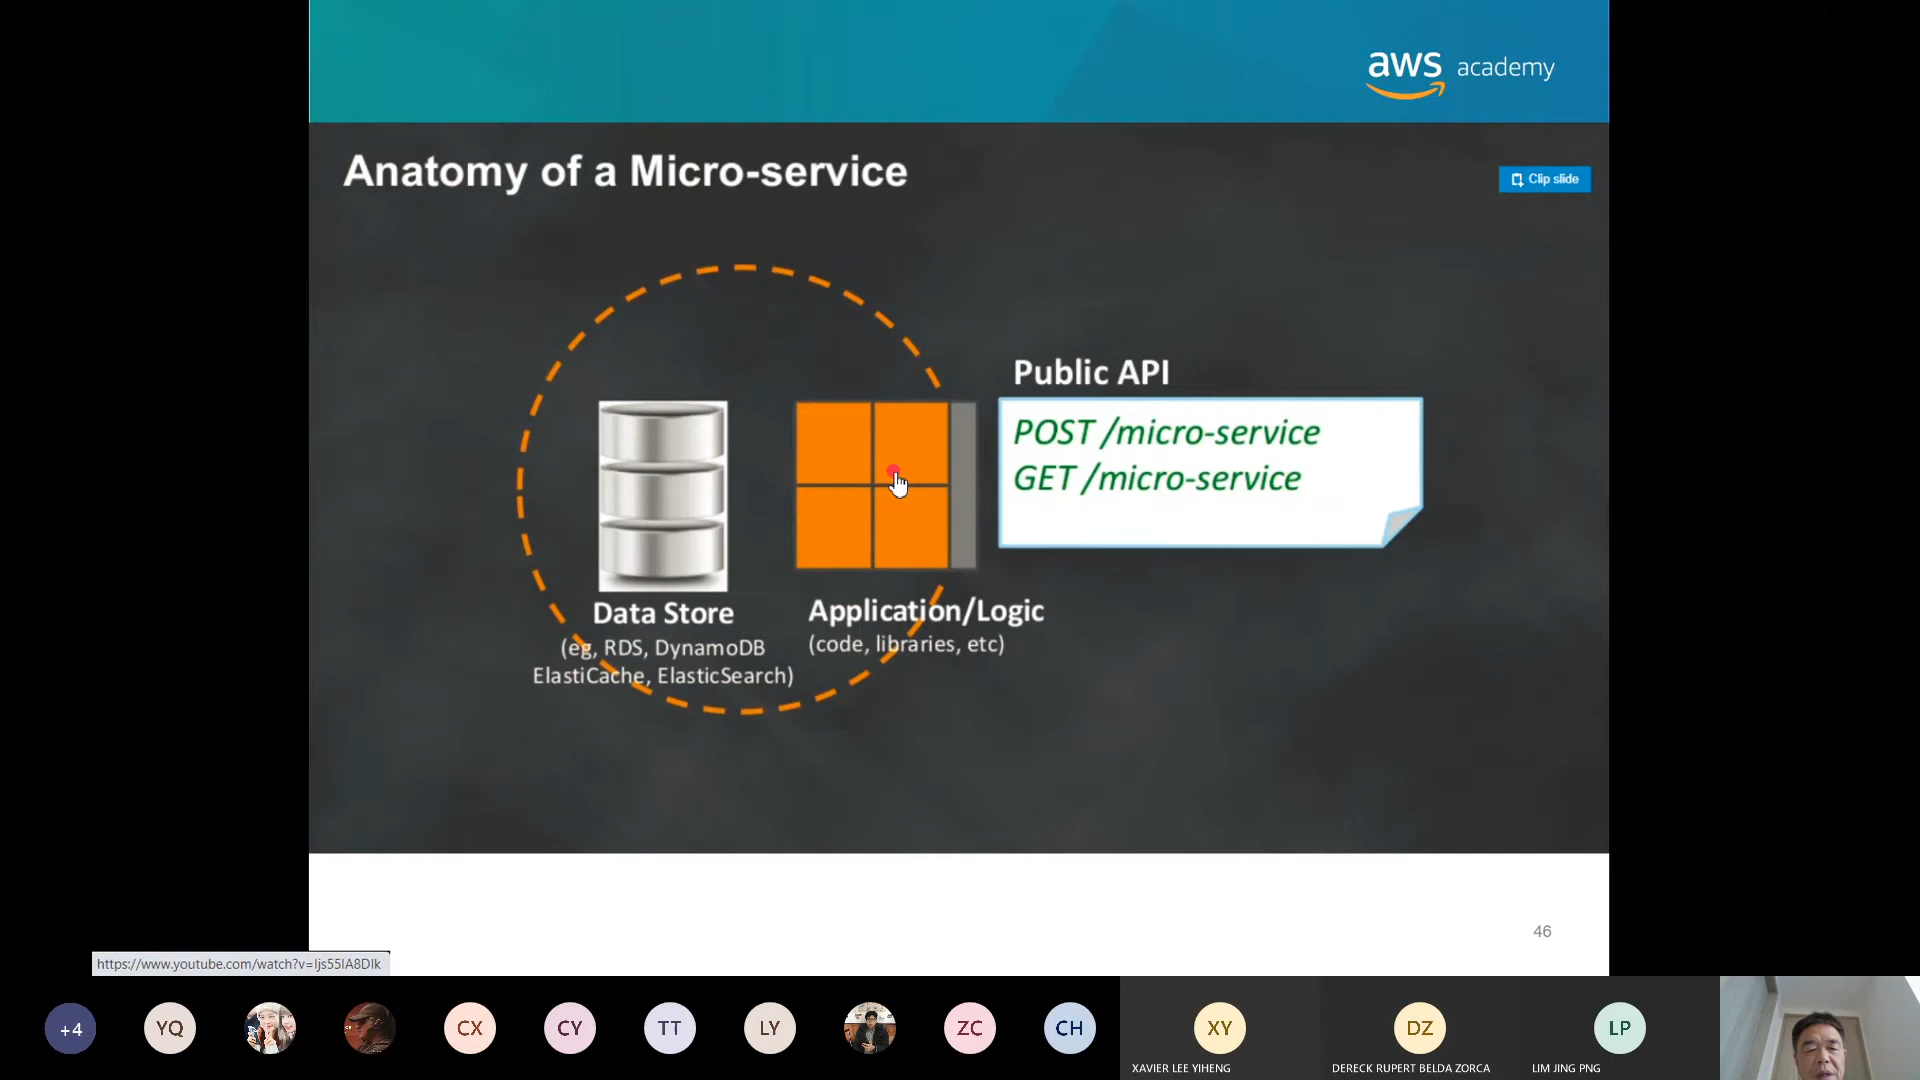 aws academy
Anatomy of a Micro-service
Clip slide
Public API
POST /micro-service
GET /micro-service
Data Store
(eg, RDS, DynamoDB
ElastiCache, ElasticSearch)
Application/Logic
(code, libraries, etc)
46
https://www.youtube.com/watch?v=Ijs55IA8DIk
+4
YQ
CX
CY
TT
LY
ZC
CH
XY
XAVIER LEE YIHENG
DZ
DERECK RUPERT BELDA ZORCA
LP
LIM JING PNG